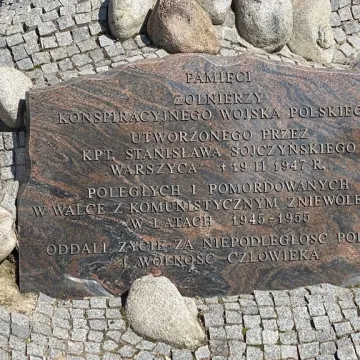 PAMIĘCI
ŻOŁNIERZY
KONSPIRACYJNEGO WOJSKA POLSKIEG
UTWORZONEGO PRZEZ
KPT. STANISŁAWA SOJCZYŃSKIEGO
WARSZYCA +19 II 1947 R.
POLEGŁYCH I POMORDOWANYCH
W WALCE Z KOMUNISTYCZNYM ZNIEWOLE
W LATACH 1945-1955
ODDALI ŻYCIE ZA NIEPODLEGŁOŚĆ POL
I WOLNOŚĆ CZŁOWIEKA